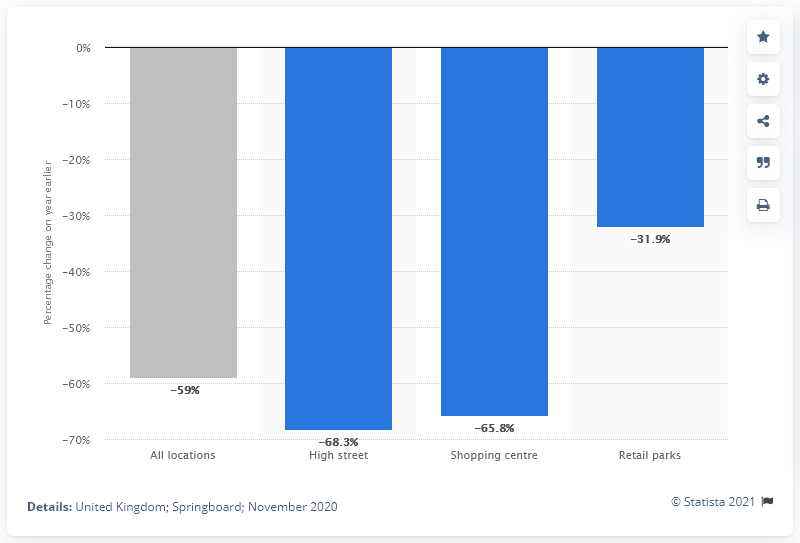 0%
−10%
−20%
−30%
−40%
−50%
−60%
−70%
Percentage change on year earlier
−59%
−68.3%
−65.8%
−31.9%
All locations
High street
Shopping centre
Retail parks
Details: United Kingdom; Springboard; November 2020
© Statista 2021